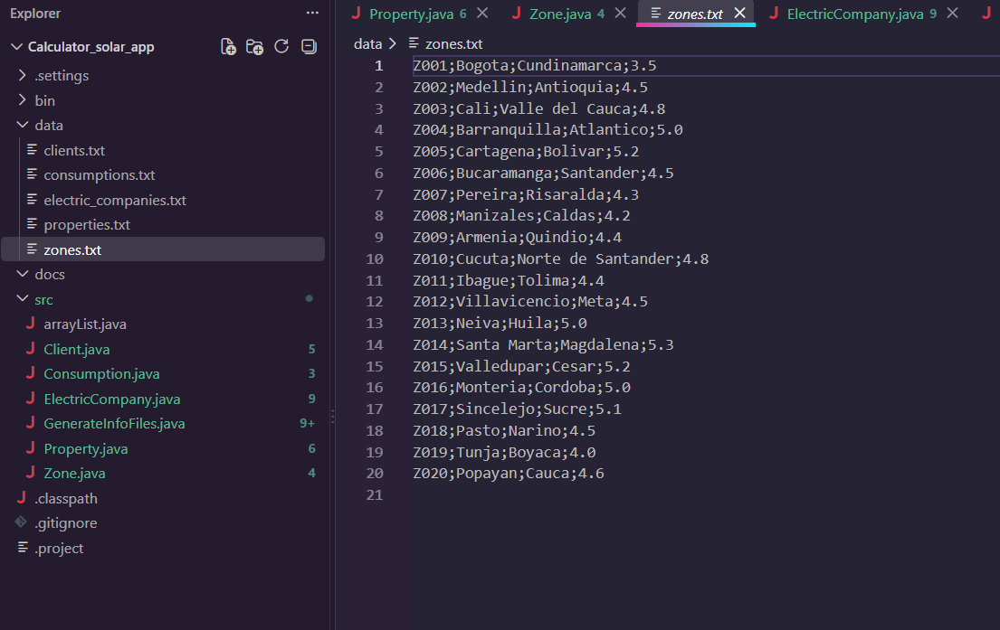 Explorer
Calculator_solar_app
.settings
bin
data
clients.txt
consumptions.txt
electric_companies.txt
properties.txt
zones.txt
docs
src
arrayList.java
Client.java 5
Consumption.java 3
ElectricCompany.java 9
GenerateInfoFiles.java 9+
Property.java 6
Zone.java 4
.classpath
.gitignore
.project
Property.java 6 Zone.java 4 zones.txt ElectricCompany.java 9
data > zones.txt
1 Z001;Bogota;Cundinamarca;3.5
2 Z002;Medellin;Antioquia;4.5
3 Z003;Cali;Valle del Cauca;4.8
4 Z004;Barranquilla;Atlantico;5.0
5 Z005;Cartagena;Bolivar;5.2
6 Z006;Bucaramanga;Santander;4.5
7 Z007;Pereira;Risaralda;4.3
8 Z008;Manizales;Caldas;4.2
9 Z009;Armenia;Quindio;4.4
10 Z010;Cucuta;Norte de Santander;4.8
11 Z011;Ibague;Tolima;4.4
12 Z012;Villavicencio;Meta;4.5
13 Z013;Neiva;Huila;5.0
14 Z014;Santa Marta;Magdalena;5.3
15 Z015;Valledupar;Cesar;5.2
16 Z016;Monteria;Cordoba;5.0
17 Z017;Sincelejo;Sucre;5.1
18 Z018;Pasto;Narino;4.5
19 Z019;Tunja;Boyaca;4.0
20 Z020;Popayan;Cauca;4.6
21